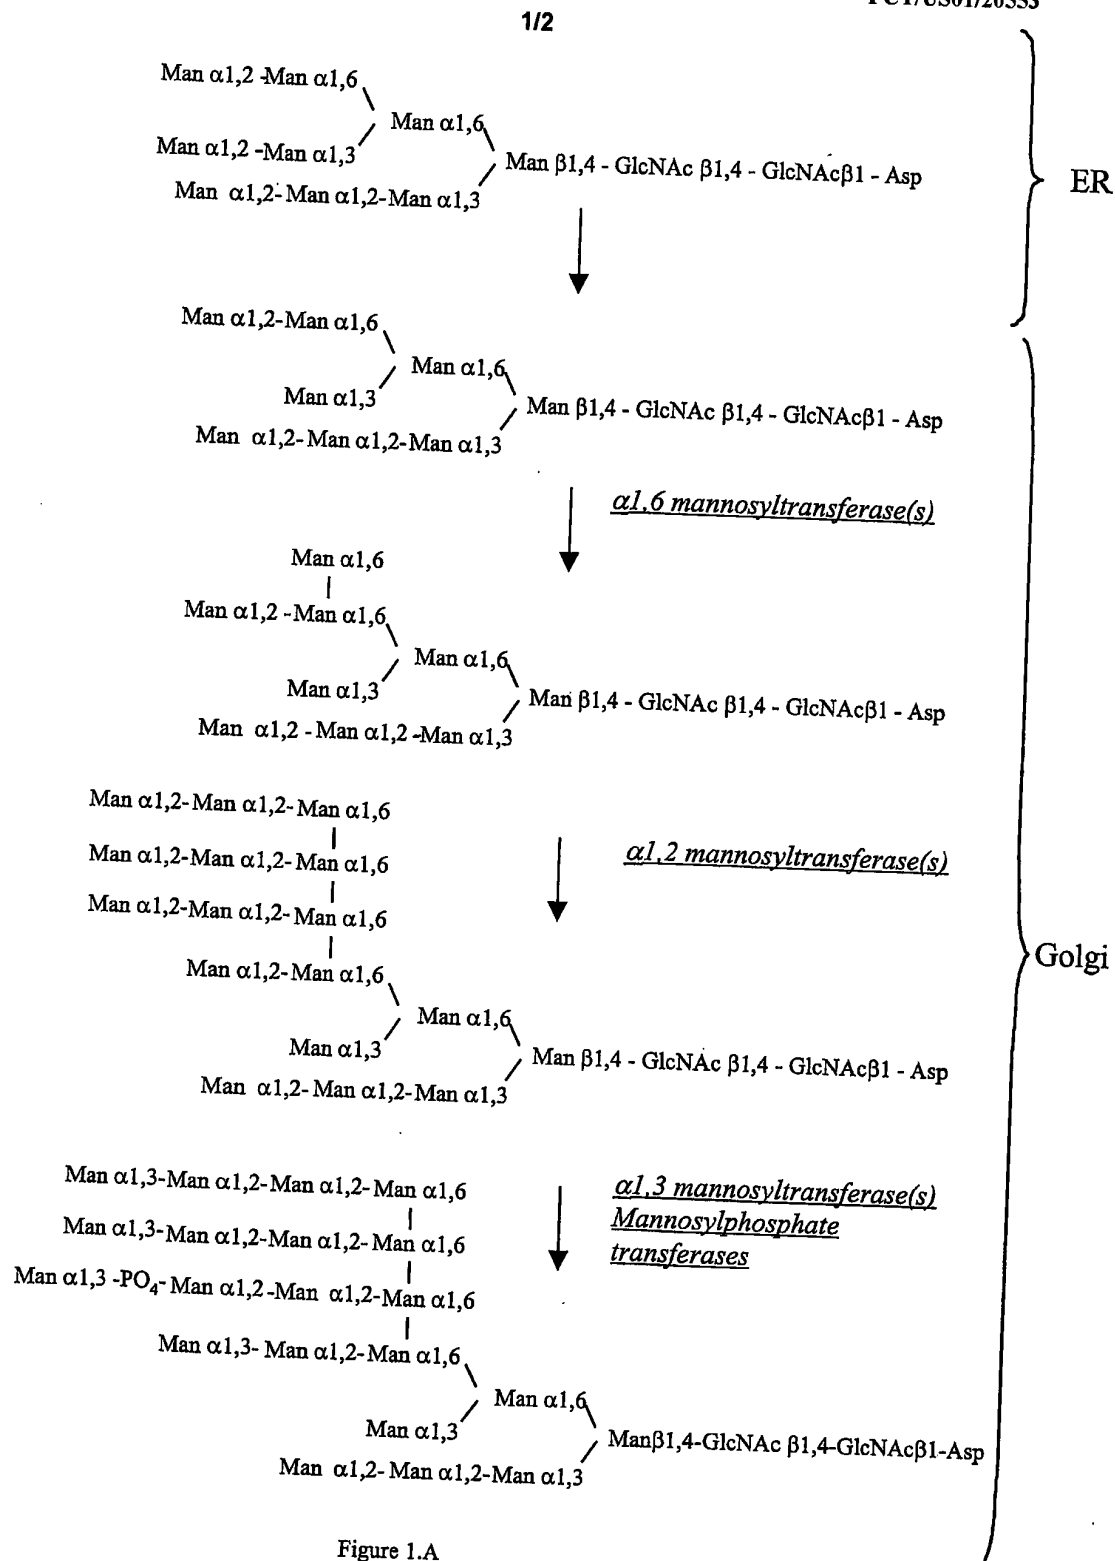 1/2
Man α1,2 -Man α1,6
Man α1,6
Man α1,2 -Man α1,3
Man β1,4 - GlcNAc β1,4 - GlcNAcβ1 - Asp
Man α1,2- Man α1,2-Man α1,3
ER
Man α1,2-Man α1,6
Man α1,6
Man α1,3
Man β1,4 - GlcNAc β1,4 - GlcNAcβ1 - Asp
Man α1,2- Man α1,2-Man α1,3
α1,6 mannosyltransferase(s)
Man α1,6
Man α1,2 -Man α1,6
Man α1,6
Man α1,3
Man β1,4 - GlcNAc β1,4 - GlcNAcβ1 - Asp
Man α1,2 - Man α1,2 -Man α1,3
α1,2 mannosyltransferase(s)
Man α1,2- Man α1,2- Man α1,6
Man α1,2-Man α1,2- Man α1,6
Man α1,2-Man α1,2- Man α1,6
Man α1,2- Man α1,6
Man α1,6
Man α1,3
Man β1,4 - GlcNAc β1,4 - GlcNAcβ1 - Asp
Man α1,2- Man α1,2-Man α1,3
Golgi
α1,3 mannosyltransferase(s)
Mannosylphosphate
transferases
Man α1,3-Man α1,2-Man α1,2- Man α1,6
Man α1,3-Man α1,2-Man α1,2- Man α1,6
Man α1,3 -PO4- Man α1,2 -Man α1,2-Man α1,6
Man α1,3- Man α1,2-Man α1,6
Man α1,6
Man α1,3
Manβ1,4-GlcNAc β1,4-GlcNAcβ1-Asp
Man α1,2- Man α1,2-Man α1,3
Figure 1.A